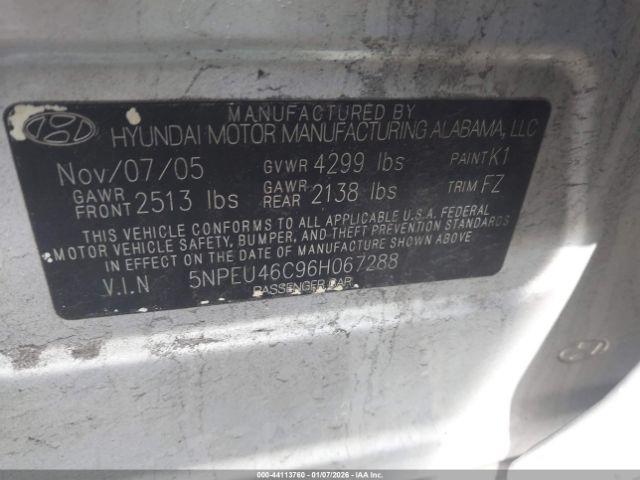 MANUFACTURED BY
HYUNDAI MOTOR MANUFACTURING ALABAMA, LLC
Nov/07/05 GVWR 4299 lbs PAINT K1
GAWR FRONT 2513 lbs GAWR REAR 2138 lbs TRIM FZ
THIS VEHICLE CONFORMS TO ALL APPLICABLE U.S.A. FEDERAL
MOTOR VEHICLE SAFETY, BUMPER, AND THEFT PREVENTION STANDARDS
IN EFFECT ON THE DATE OF MANUFACTURE SHOWN ABOVE.
V.I.N 5NPEU46C96H067288
PASSENGER CAR
000-44113760 | 01/07/2026 | IAAI.CA